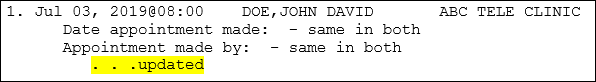 1. Jul 03, 2019@08:00    DOE,JOHN DAVID       ABC TELE CLINIC
Date appointment made:  - same in both
Appointment made by:  - same in both
. . .updated